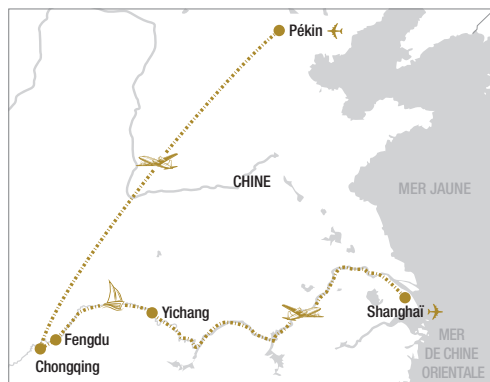 Pékin
CHINE
MER JAUNE
Yichang
Shanghaï
Fengdu
Chongqing
MER
DE CHINE
ORIENTALE